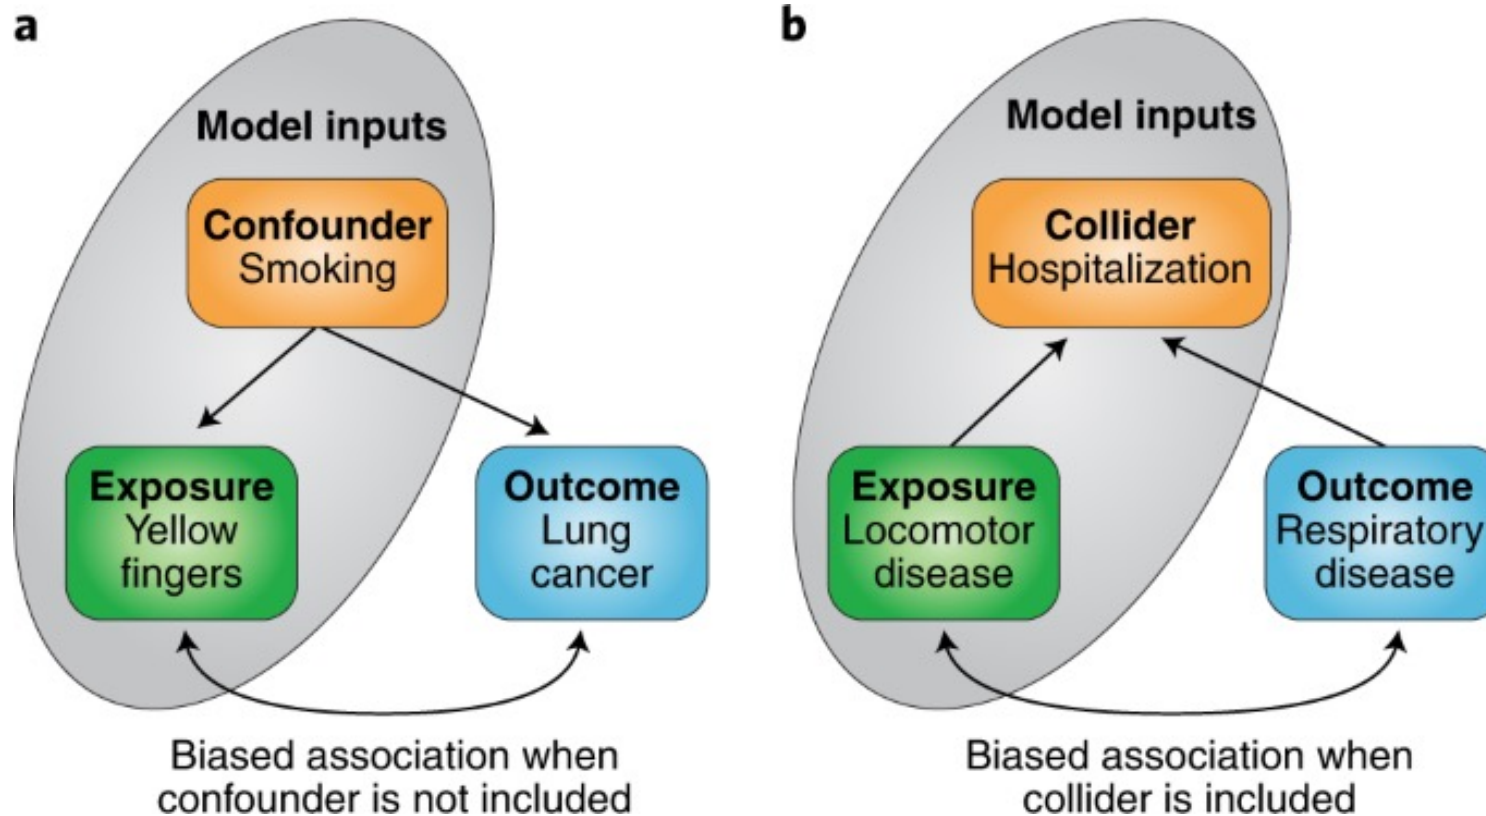 a
Model inputs
Confounder
Smoking
Exposure
Yellow
fingers
Outcome
Lung
cancer
Biased association when
confounder is not included
b
Model inputs
Collider
Hospitalization
Exposure
Locomotor
disease
Outcome
Respiratory
disease
Biased association when
collider is included